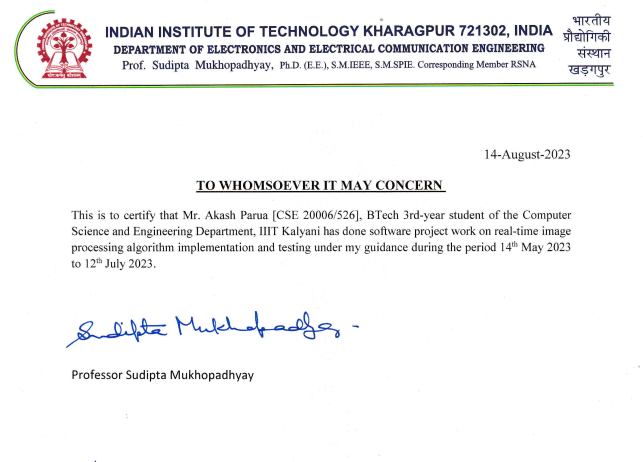 INDIAN INSTITUTE OF TECHNOLOGY KHARAGPUR 721302, INDIA
DEPARTMENT OF ELECTRONICS AND ELECTRICAL COMMUNICATION ENGINEERING
Prof. Sudipta Mukhopadhyay, Ph.D. (E.E.), S.M.IEEE, S.M.SPIE. Corresponding Member RSNA
भारतीय
प्रौद्योगिकी
संस्थान
खड़गपुर
14-August-2023
TO WHOMSOEVER IT MAY CONCERN
This is to certify that Mr. Akash Parua [CSE 20006/526], BTech 3rd-year student of the Computer
Science and Engineering Department, IIIT Kalyani has done software project work on real-time image
processing algorithm implementation and testing under my guidance during the period 14th May 2023
to 12th July 2023.
Sudipta Mukhopadhyay
Professor Sudipta Mukhopadhyay